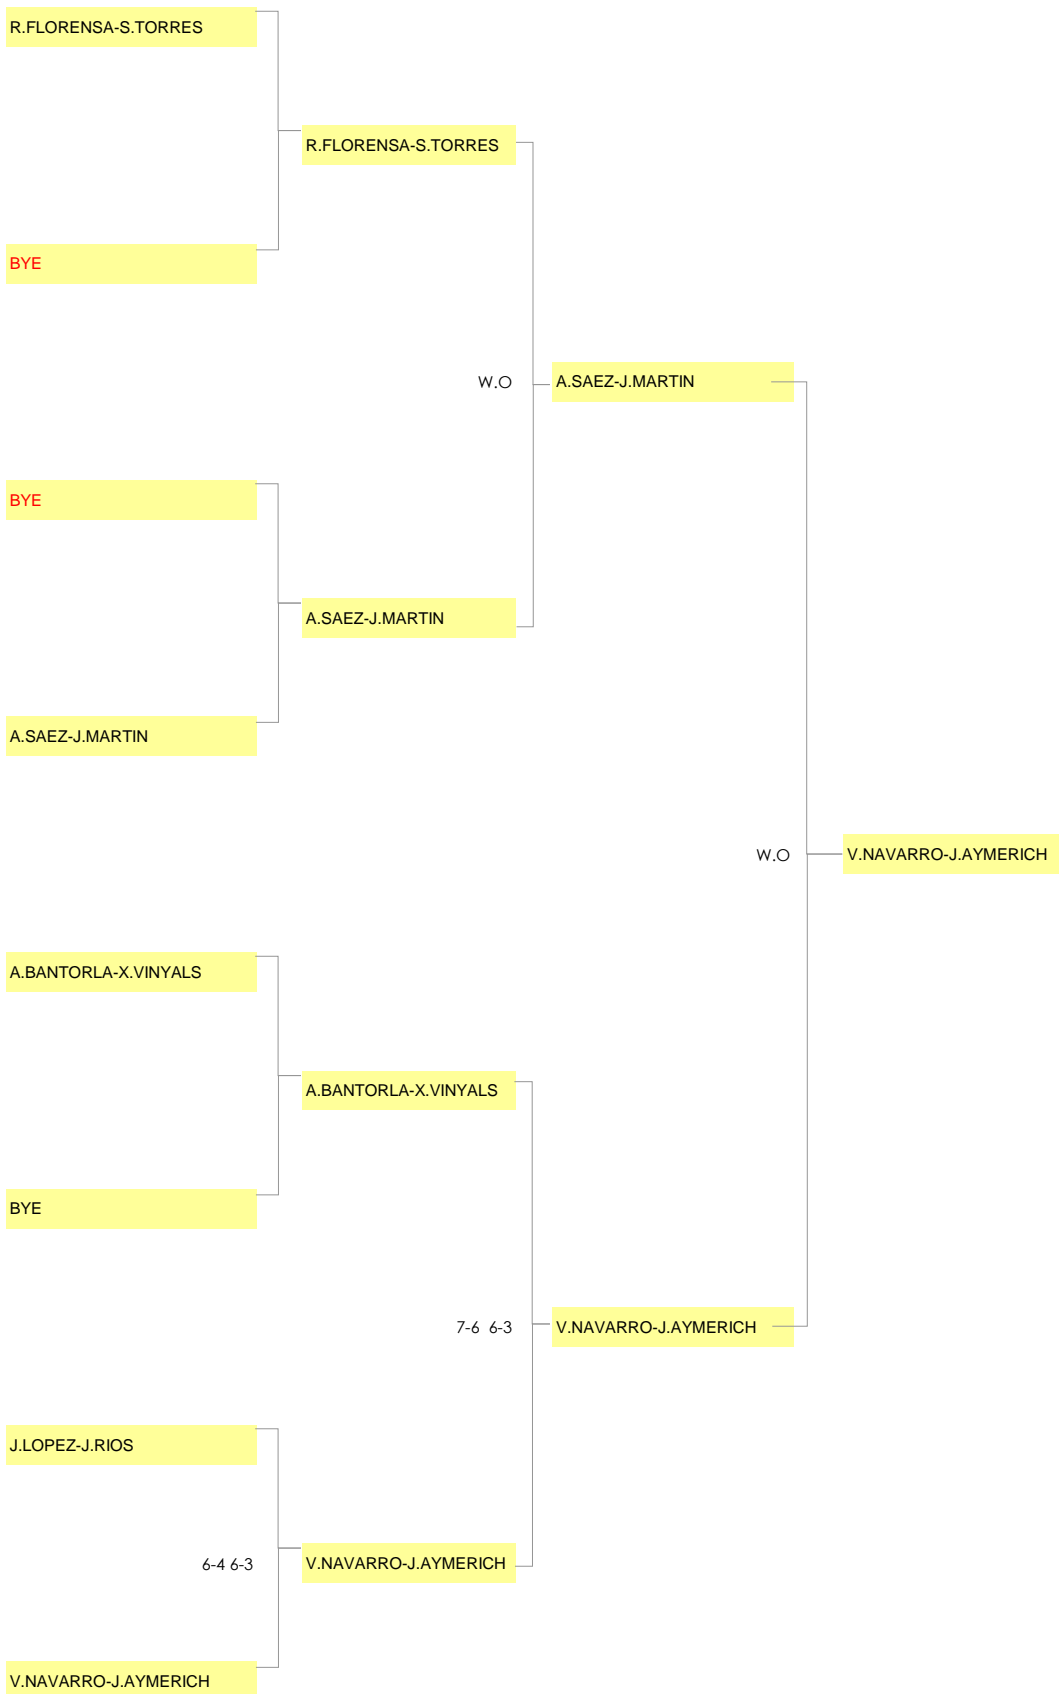 R.FLORENSA-S.TORRES
R.FLORENSA-S.TORRES
BYE
W.O
A.SAEZ-J.MARTIN
BYE
A.SAEZ-J.MARTIN
A.SAEZ-J.MARTIN
W.O
V.NAVARRO-J.AYMERICH
A.BANTORLA-X.VINYALS
A.BANTORLA-X.VINYALS
BYE
7-6 6-3
V.NAVARRO-J.AYMERICH
J.LOPEZ-J.RIOS
6-4 6-3
V.NAVARRO-J.AYMERICH
V.NAVARRO-J.AYMERICH